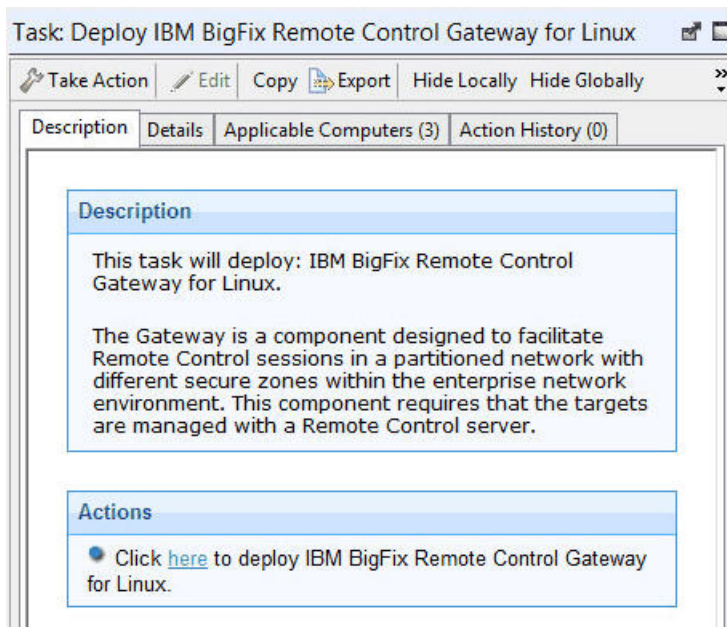 Task: Deploy IBM BigFix Remote Control Gateway for Linux
Take Action Edit Copy Export Hide Locally Hide Globally
Description Details Applicable Computers (3) Action History (0)
Description
This task will deploy: IBM BigFix Remote Control
Gateway for Linux.
The Gateway is a component designed to facilitate
Remote Control sessions in a partitioned network with
different secure zones within the enterprise network
environment. This component requires that the targets
are managed with a Remote Control server.
Actions
Click here to deploy IBM BigFix Remote Control Gateway
for Linux.